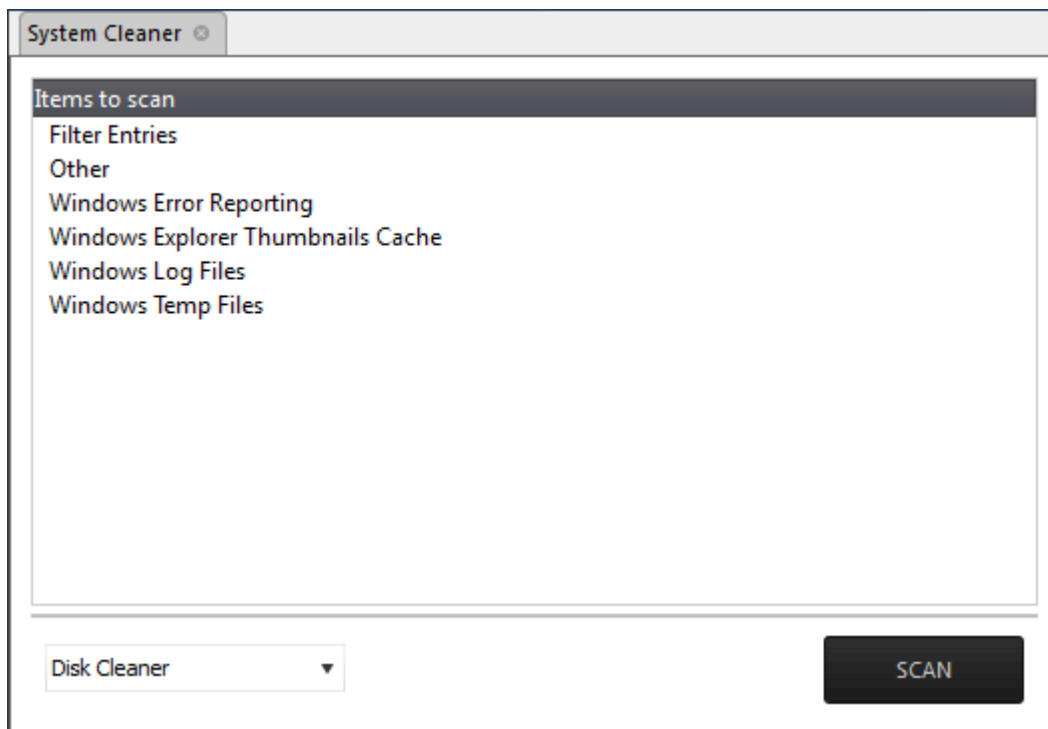 System Cleaner
Items to scan
Filter Entries
Other
Windows Error Reporting
Windows Explorer Thumbnails Cache
Windows Log Files
Windows Temp Files
Disk Cleaner
SCAN